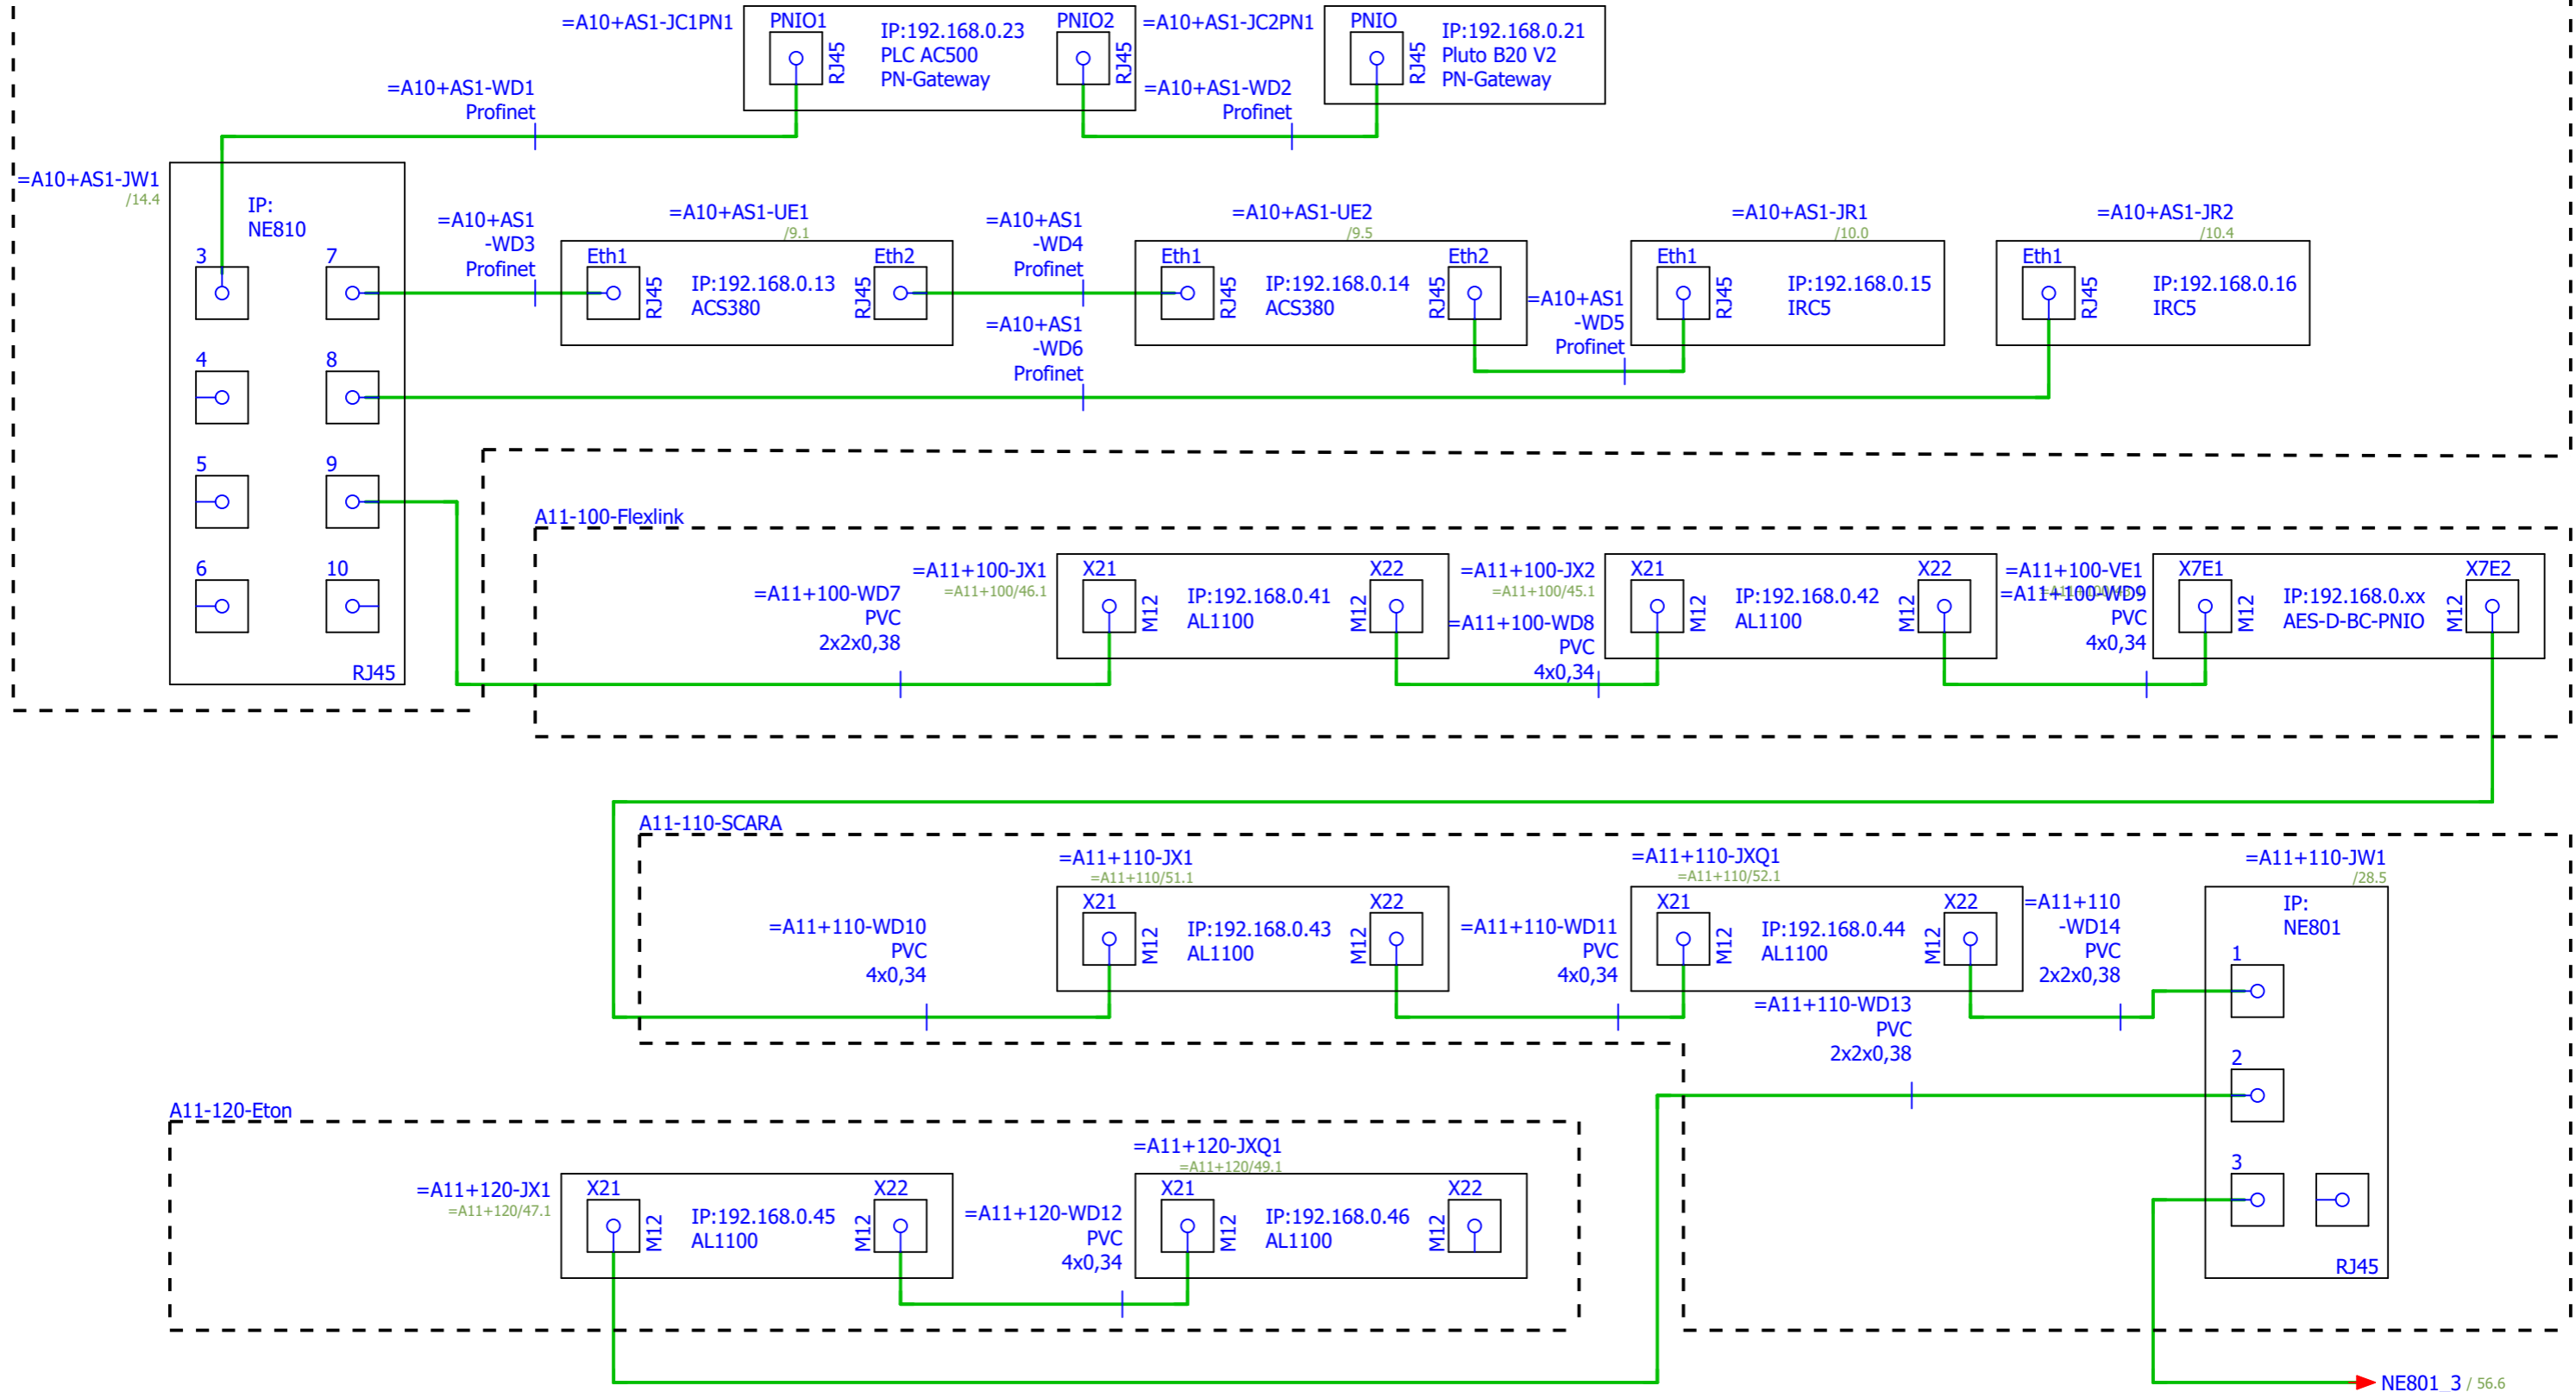 =A10+AS1-JC1PN1
PNIO1
RJ45
IP:192.168.0.23
PLC AC500
PN-Gateway
PNIO2
RJ45
=A10+AS1-JC2PN1
PNIO
RJ45
IP:192.168.0.21
Pluto B20 V2
PN-Gateway
=A10+AS1-WD1
Profinet
=A10+AS1-WD2
Profinet
=A10+AS1-JW1
/14.4
IP:
NE810
3
7
4
8
5
9
6
10
RJ45
=A10+AS1
-WD3
Profinet
=A10+AS1-UE1
/9.1
Eth1
RJ45
IP:192.168.0.13
ACS380
Eth2
RJ45
=A10+AS1
-WD4
Profinet
=A10+AS1
-WD6
Profinet
=A10+AS1-UE2
/9.5
Eth1
RJ45
IP:192.168.0.14
ACS380
Eth2
RJ45
=A10+AS1
-WD5
Profinet
=A10+AS1-JR1
/10.0
Eth1
RJ45
IP:192.168.0.15
IRC5
=A10+AS1-JR2
/10.4
Eth1
RJ45
IP:192.168.0.16
IRC5
A11-100-Flexlink
=A11+100-WD7
PVC
2x2x0,38
=A11+100-JX1
=A11+100/46.1
X21
M12
IP:192.168.0.41
AL1100
X22
M12
=A11+100-JX2
=A11+100/45.1
=A11+100-WD8
PVC
4x0,34
X21
M12
IP:192.168.0.42
AL1100
X22
M12
=A11+100-VE1
=A11+100-WD9
PVC
4x0,34
X7E1
M12
IP:192.168.0.xx
AES-D-BC-PNIO
X7E2
M12
A11-110-SCARA
=A11+110-WD10
PVC
4x0,34
=A11+110-JX1
=A11+110/51.1
X21
M12
IP:192.168.0.43
AL1100
X22
M12
=A11+110-WD11
PVC
4x0,34
=A11+110-JXQ1
=A11+110/52.1
X21
M12
IP:192.168.0.44
AL1100
X22
M12
=A11+110
-WD14
PVC
2x2x0,38
=A11+110-WD13
PVC
2x2x0,38
=A11+110-JW1
/28.5
IP:
NE801
1
2
3
RJ45
A11-120-Eton
=A11+120-JX1
=A11+120/47.1
X21
M12
IP:192.168.0.45
AL1100
X22
M12
=A11+120-WD12
PVC
4x0,34
=A11+120-JXQ1
=A11+120/49.1
X21
M12
IP:192.168.0.46
AL1100
X22
M12
NE801_3 / 56.6